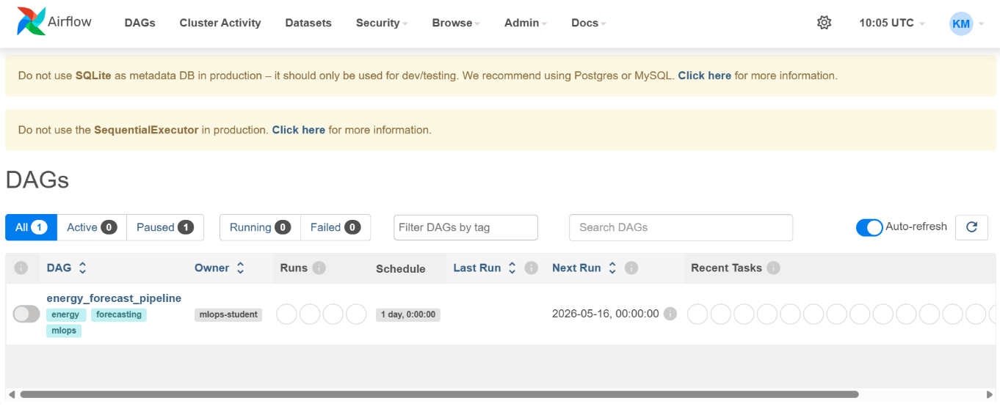 Airflow DAGs Cluster Activity Datasets Security Browse Admin Docs 10:05 UTC KM
Do not use SQLite as metadata DB in production – it should only be used for dev/testing. We recommend using Postgres or MySQL. Click here for more information.
Do not use the SequentialExecutor in production. Click here for more information.
DAGs
All 1 Active 0 Paused 1 Running 0 Failed 0 Filter DAGs by tag Search DAGs Auto-refresh
i DAG Owner Runs i Schedule Last Run i Next Run i Recent Tasks i
energy_forecast_pipeline
energy forecasting mlops-student 1 day, 0:00:00 2026-05-16, 00:00:00 i
mlops